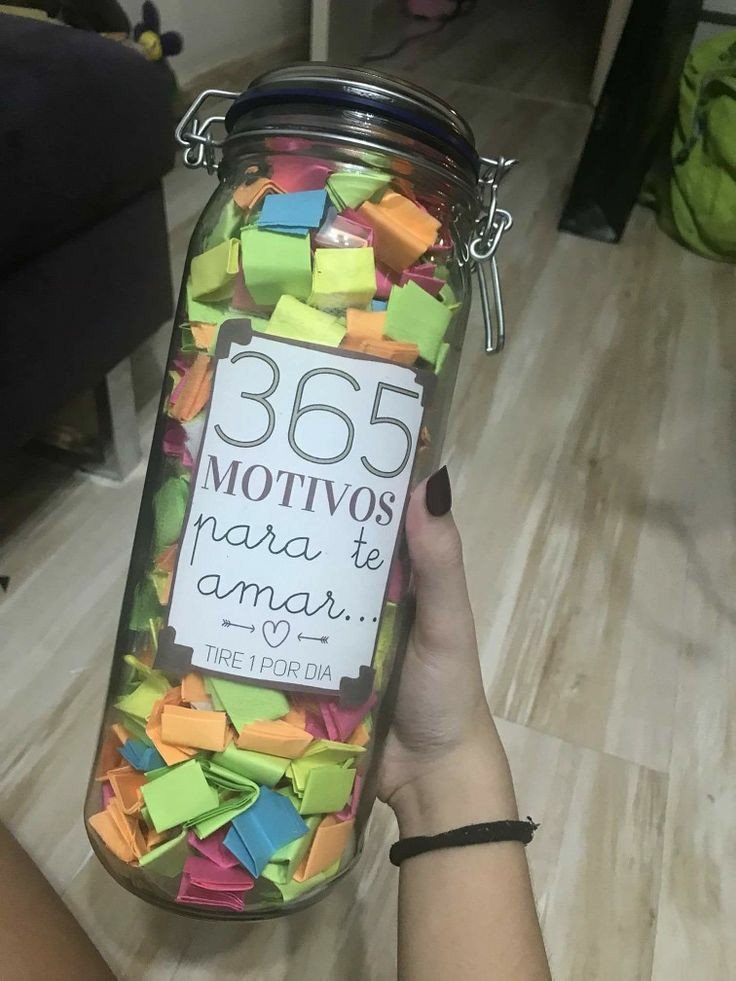 365
MOTIVOS
para te
amar...
TIRE 1 POR DIA